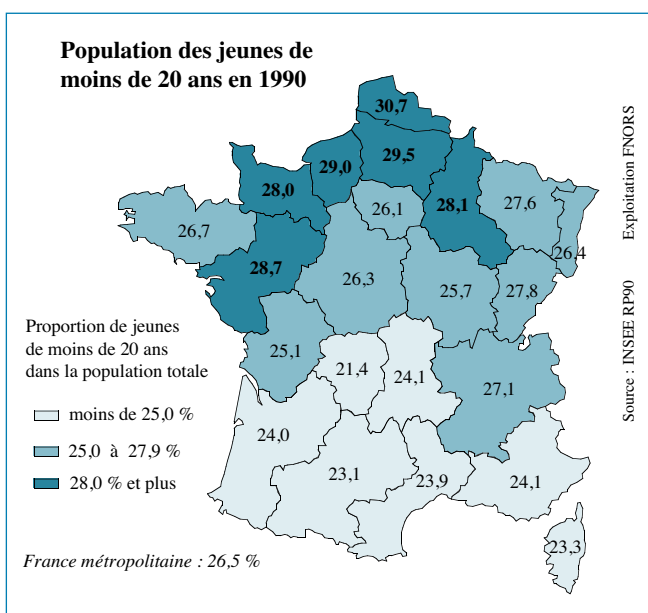 Population des jeunes de
moins de 20 ans en 1990
30,7
29,5
29,0
28,0
28,1
27,6
26,1
26,4
26,7
28,7
26,3
25,7
27,8
25,1
21,4
24,1
27,1
24,0
23,1
23,9
24,1
23,3
Proportion de jeunes
de moins de 20 ans
dans la population totale
moins de 25,0 %
25,0 à 27,9 %
28,0 % et plus
France métropolitaine : 26,5 %
Source : INSEE RP90
Exploitation FNORS